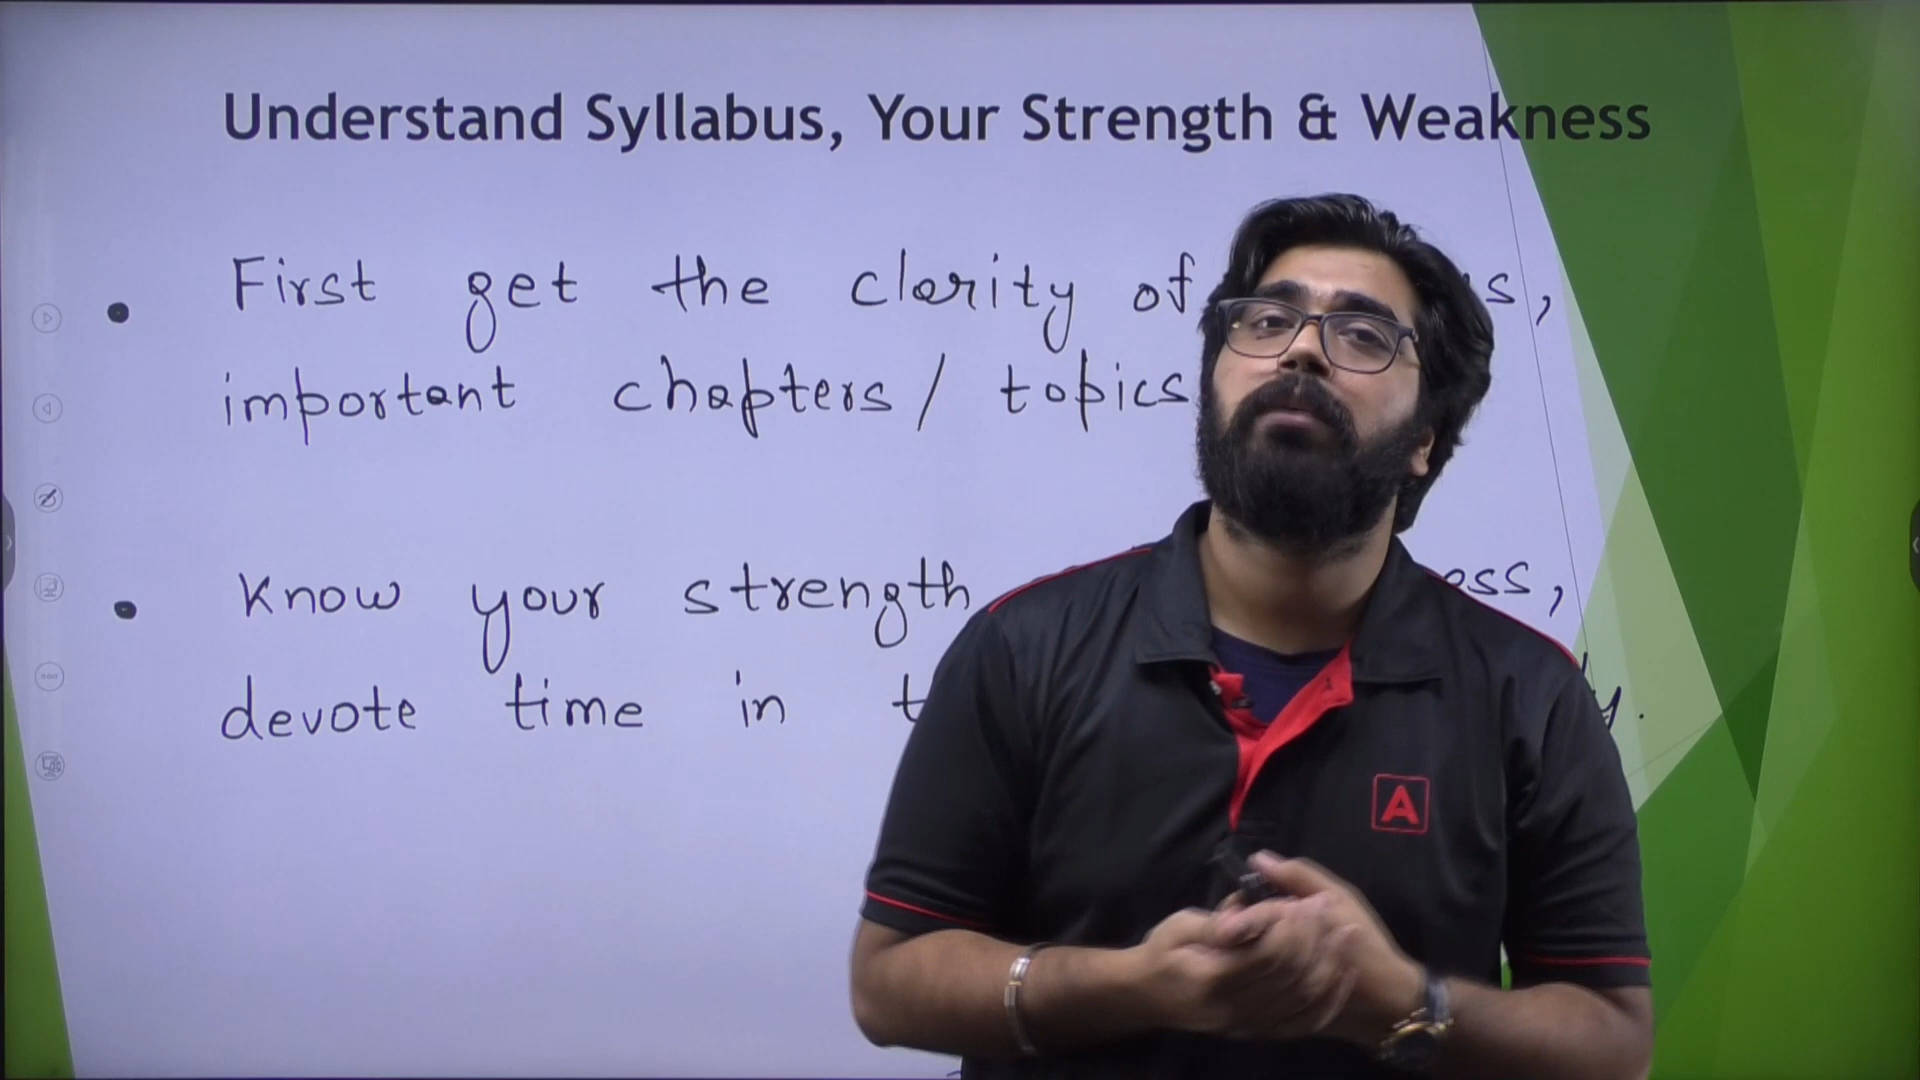 Understand Syllabus, Your Strength & Weakness
First get the clarity of
important chapters/ topics
Know your strength
devote time in
A